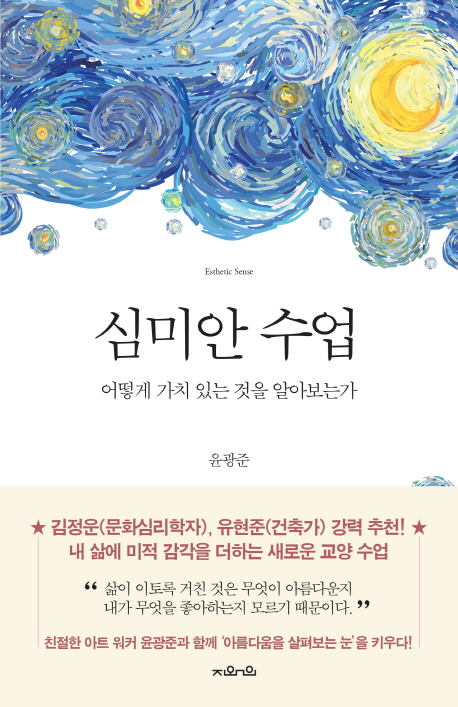 Esthetic Sense
심미안 수업
어떻게 가치 있는 것을 알아보는가
윤광준
★ 김정운(문화심리학자), 유현준(건축가) 강력 추천! ★
내 삶에 미적 감각을 더하는 새로운 교양 수업
“ 삶이 이토록 거친 것은 무엇이 아름다운지
내가 무엇을 좋아하는지 모르기 때문이다. ”
친절한 아트 워커 윤광준과 함께 ‘아름다움을 살펴보는 눈’을 키우다!
지와인